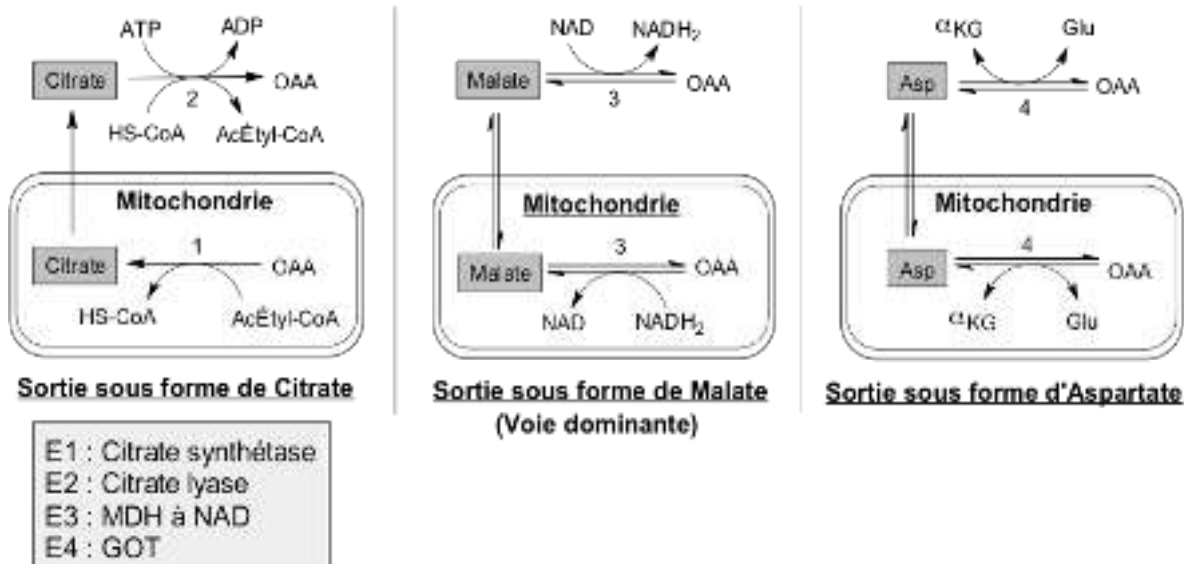 ATP ADP
Citrate OAA
2
HS-CoA AcÉtyl-CoA
Mitochondrie
1
Citrate OAA
HS-CoA AcÉtyl-CoA
Sortie sous forme de Citrate
NAD NADH₂
Malate OAA
3
Mitochondrie
3
Malate OAA
NAD NADH₂
Sortie sous forme de Malate
(Voie dominante)
αKG Glu
Asp OAA
4
Mitochondrie
4
Asp OAA
αKG Glu
Sortie sous forme d'Aspartate
E1 : Citrate synthétase
E2 : Citrate lyase
E3 : MDH à NAD
E4 : GOT